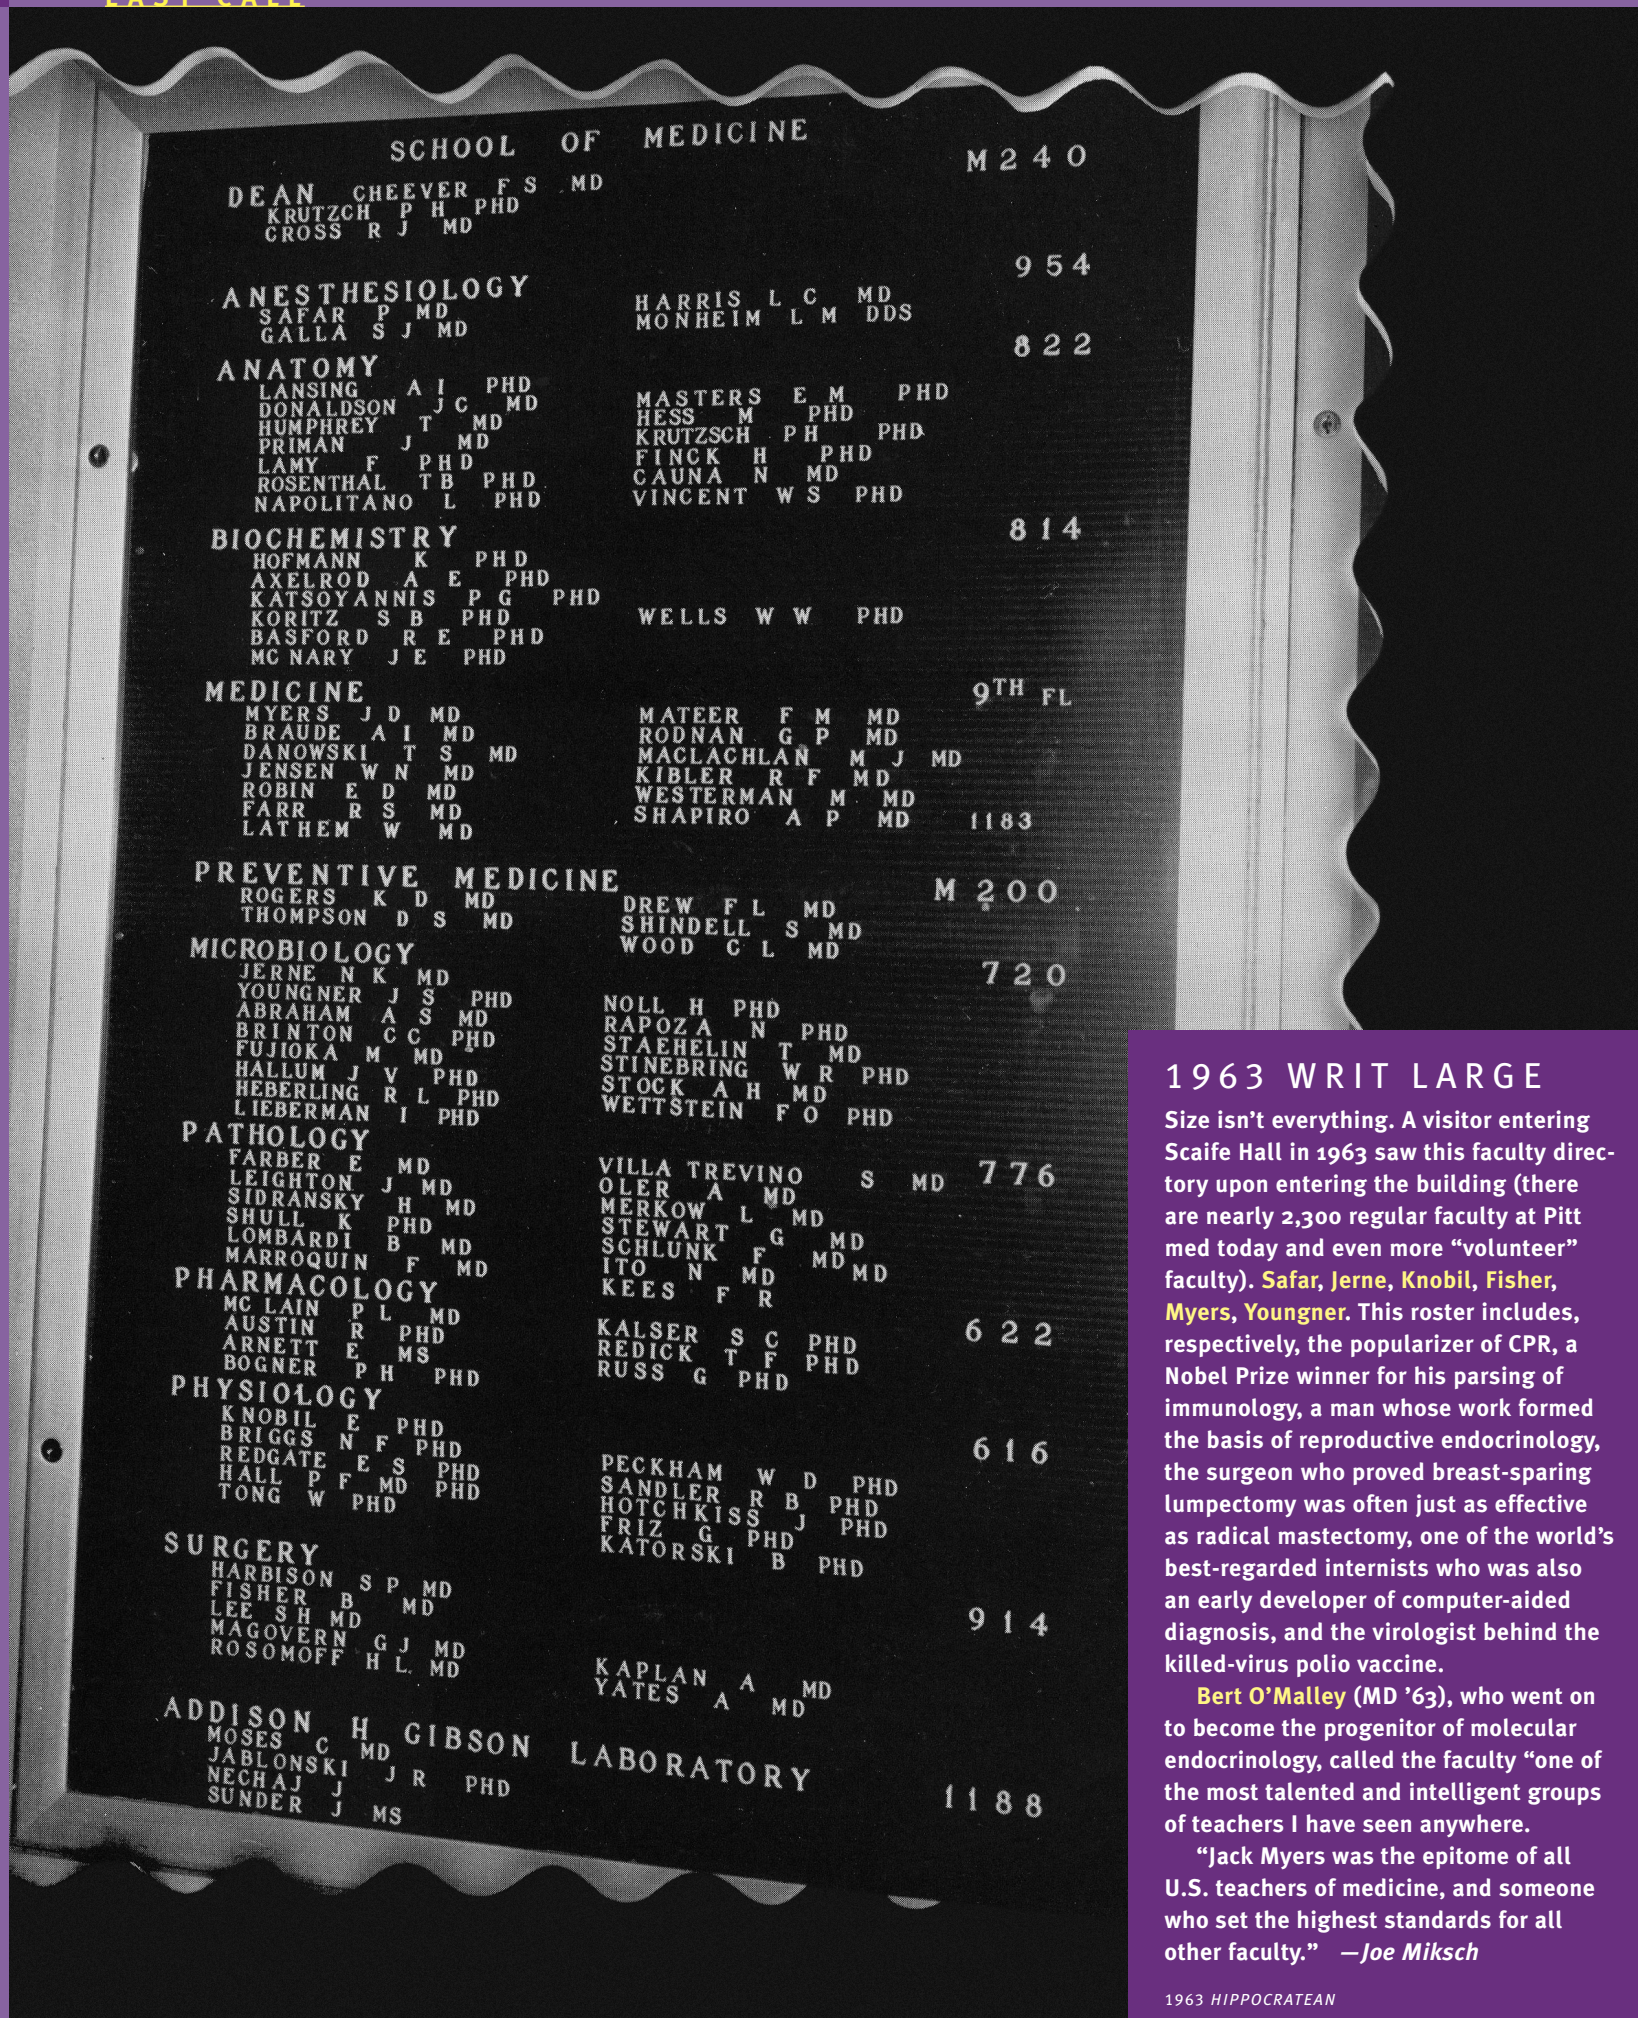 LAST CALL
SCHOOL OF MEDICINE
M240
DEAN CHEEVER F S MD
KRUTZCH P H PHD
CROSS R J MD
954
ANESTHESIOLOGY
SAFAR P MD
GALLA S J MD
HARRIS L C MD
MONHEIM L M DDS
822
ANATOMY
LANSING A I PHD
DONALDSON J C MD
HUMPHREY T MD
PRIMAN J MD
LAMY F PHD
ROSENTHAL T B PHD
NAPOLITANO L PHD
MASTERS E M PHD
HESS M PHD
KRUTZSCH P H PHD
FINCK H PHD
CAUNA N MD
VINCENT W S PHD
814
BIOCHEMISTRY
HOFMANN K PHD
AXELROD A E PHD
KATSOYANNIS P G PHD
KORITZ S B PHD
BASFORD R E PHD
MC NARY J E PHD
WELLS W W PHD
MEDICINE
9TH FL
MYERS J D MD
BRAUDE A I MD
DANOWSKI T S MD
JENSEN W N MD
ROBIN E D MD
FARR R S MD
LATHEM W MD
MATEER F M MD
RODNAN G P MD
MACLACHLAN M J MD
KIBLER R F MD
WESTERMAN M MD
SHAPIRO A P MD 1183
PREVENTIVE MEDICINE
M 200
ROGERS K D MD
THOMPSON D S MD
DREW F L MD
SHINDELL S MD
WOOD C L MD
MICROBIOLOGY
720
JERNE N K MD
YOUNGNER J S PHD
ABRAHAM A S MD
BRINTON C C PHD
FUJIOKA M MD
HALLUM J V PHD
HEBERLING R L PHD
LIEBERMAN I PHD
NOLL H PHD
RAPOZA N PHD
STAEHELIN T MD
STINEBRING W R PHD
STOCK A H MD
WETTSTEIN F O PHD
PATHOLOGY
776
FARBER E MD
LEIGHTON J MD
SIDRANSKY H MD
SHULL K PHD
LOMBARDI B MD
MARROQUIN F MD
VILLA TREVINO S MD
OLER A MD
MERKOW L MD
STEWART G MD
SCHLUNK F MD
ITO N MD MD
KEES F R
PHARMACOLOGY
622
MC LAIN P L MD
AUSTIN R PHD
ARNETT E MS
BOGNER P H PHD
KALSER S C PHD
REDICK T F PHD
RUSS G PHD
PHYSIOLOGY
616
KNOBIL E PHD
BRIGGS N F PHD
REDGATE E S PHD
HALL P F MD PHD
TONG W PHD
PECKHAM W D PHD
SANDLER R B PHD
HOTCHKISS J PHD
FRIZ G PHD
KATORSKI B PHD
SURGERY
914
HARBISON S P MD
FISHER B MD
LEE S H MD
MAGOVERN G J MD
ROSOMOFF H L MD
KAPLAN A MD
YATES A MD
ADDISON H GIBSON LABORATORY
1188
MOSES C MD
JABLONSKI J R PHD
NECHAJ J
SUNDER J MS
1963 WRIT LARGE
Size isn't everything. A visitor entering
Scaife Hall in 1963 saw this faculty direc-
tory upon entering the building (there
are nearly 2,300 regular faculty at Pitt
med today and even more “volunteer”
faculty). Safar, Jerne, Knobil, Fisher,
Myers, Youngner. This roster includes,
respectively, the popularizer of CPR, a
Nobel Prize winner for his parsing of
immunology, a man whose work formed
the basis of reproductive endocrinology,
the surgeon who proved breast-sparing
lumpectomy was often just as effective
as radical mastectomy, one of the world's
best-regarded internists who was also
an early developer of computer-aided
diagnosis, and the virologist behind the
killed-virus polio vaccine.
Bert O'Malley (MD ’63), who went on
to become the progenitor of molecular
endocrinology, called the faculty “one of
the most talented and intelligent groups
of teachers I have seen anywhere.
“Jack Myers was the epitome of all
U.S. teachers of medicine, and someone
who set the highest standards for all
other faculty.” —Joe Miksch
1963 HIPPOCRATEAN